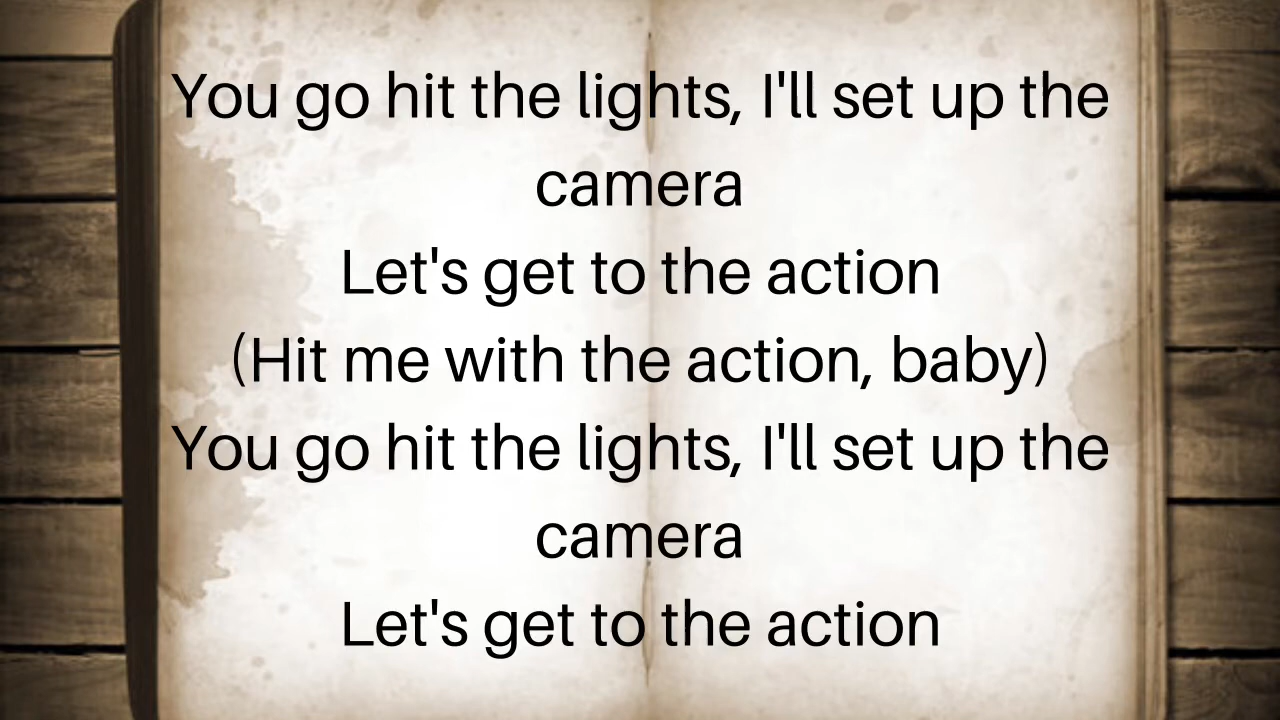 You go hit the lights, I'll set up the
camera
Let's get to the action
(Hit me with the action, baby)
You go hit the lights, I'll set up the
camera
Let's get to the action